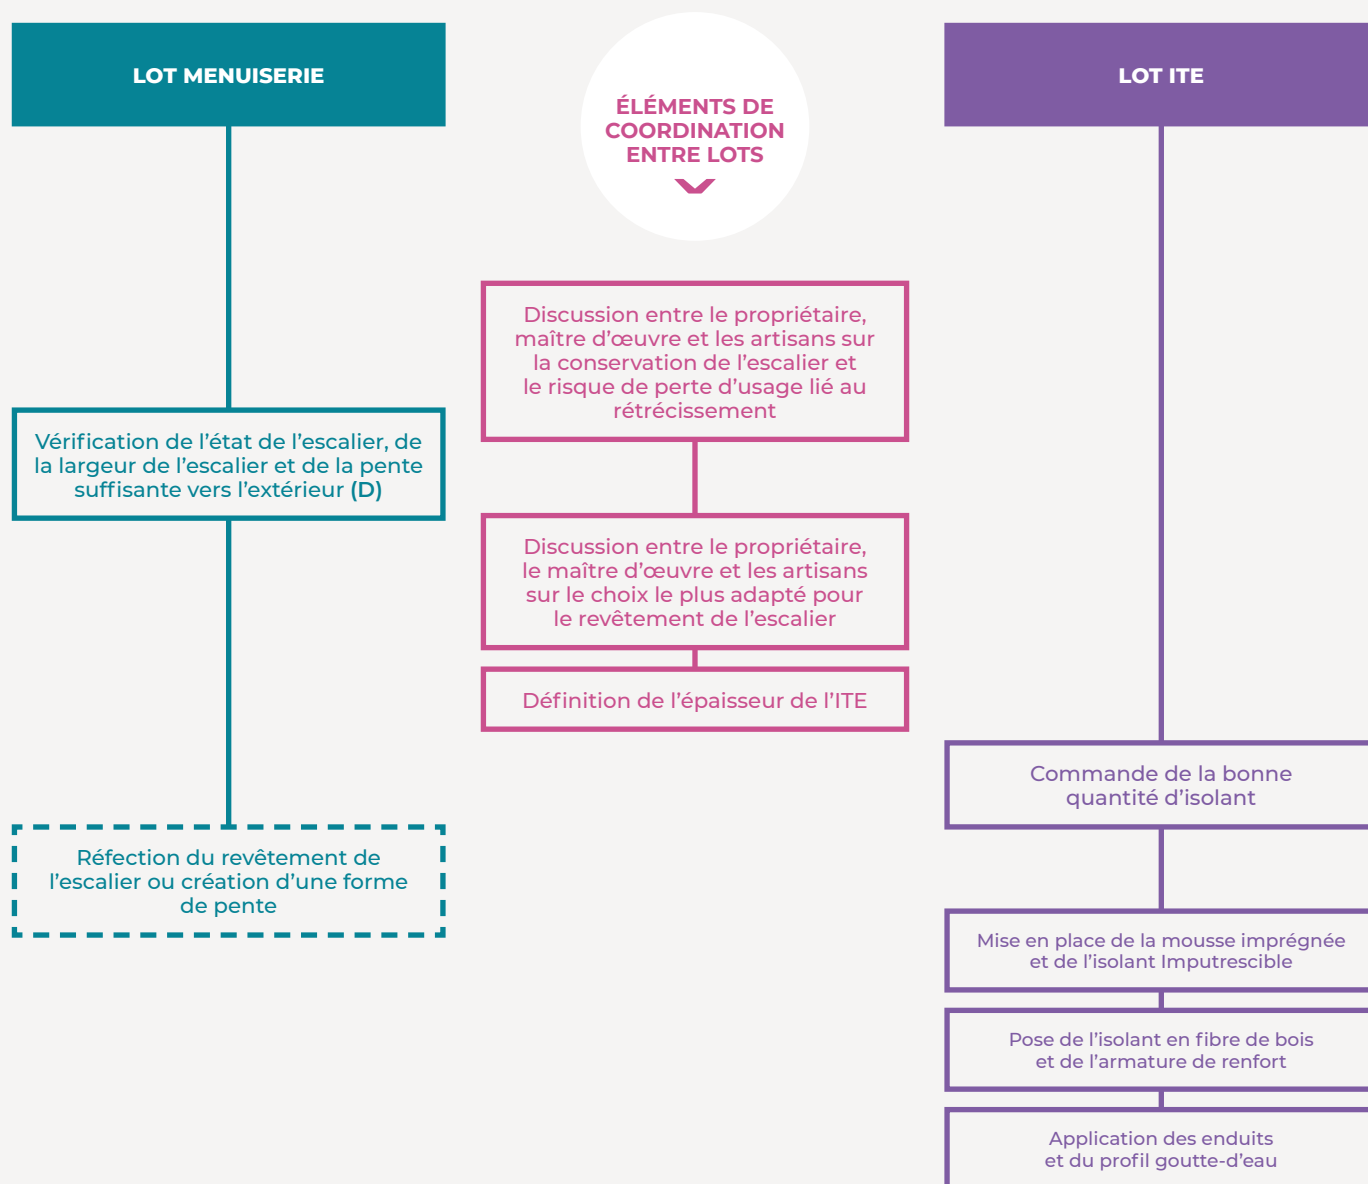 LOT MENUISERIE
ÉLÉMENTS DE
COORDINATION
ENTRE LOTS
LOT ITE
Discussion entre le propriétaire,
maître d’œuvre et les artisans sur
la conservation de l’escalier et
le risque de perte d’usage lié au
rétrécissement
Vérification de l’état de l’escalier, de
la largeur de l’escalier et de la pente
suffisante vers l’extérieur (D)
Discussion entre le propriétaire,
le maître d’œuvre et les artisans
sur le choix le plus adapté pour
le revêtement de l’escalier
Définition de l’épaisseur de l’ITE
Commande de la bonne
quantité d’isolant
Réfection du revêtement de
l’escalier ou création d’une forme
de pente
Mise en place de la mousse imprégnée
et de l’isolant Imputrescible
Pose de l’isolant en fibre de bois
et de l’armature de renfort
Application des enduits
et du profil goutte-d’eau